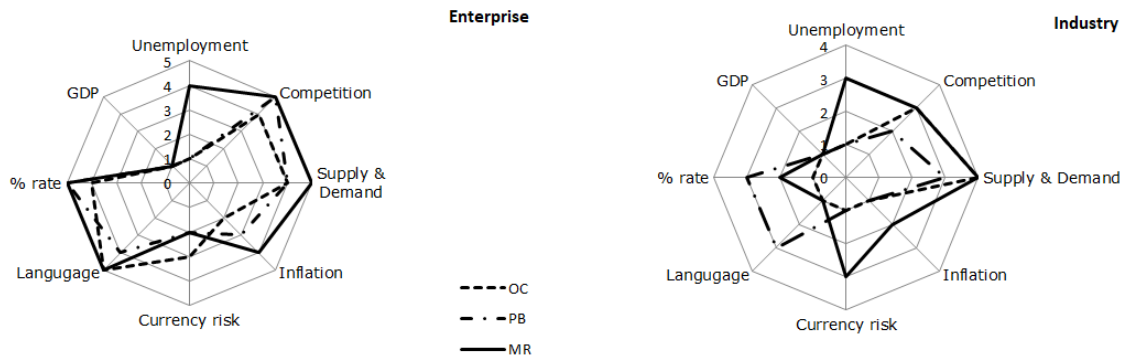 Enterprise
Unemployment
5
4
3
2
1
0
GDP
Competition
% rate
Supply &
Demand
Langugage
Inflation
Currency risk
OC
PB
MR
Industry
Unemployment
4
3
2
1
0
GDP
Competition
% rate
Supply & Demand
Langugage
Inflation
Currency risk